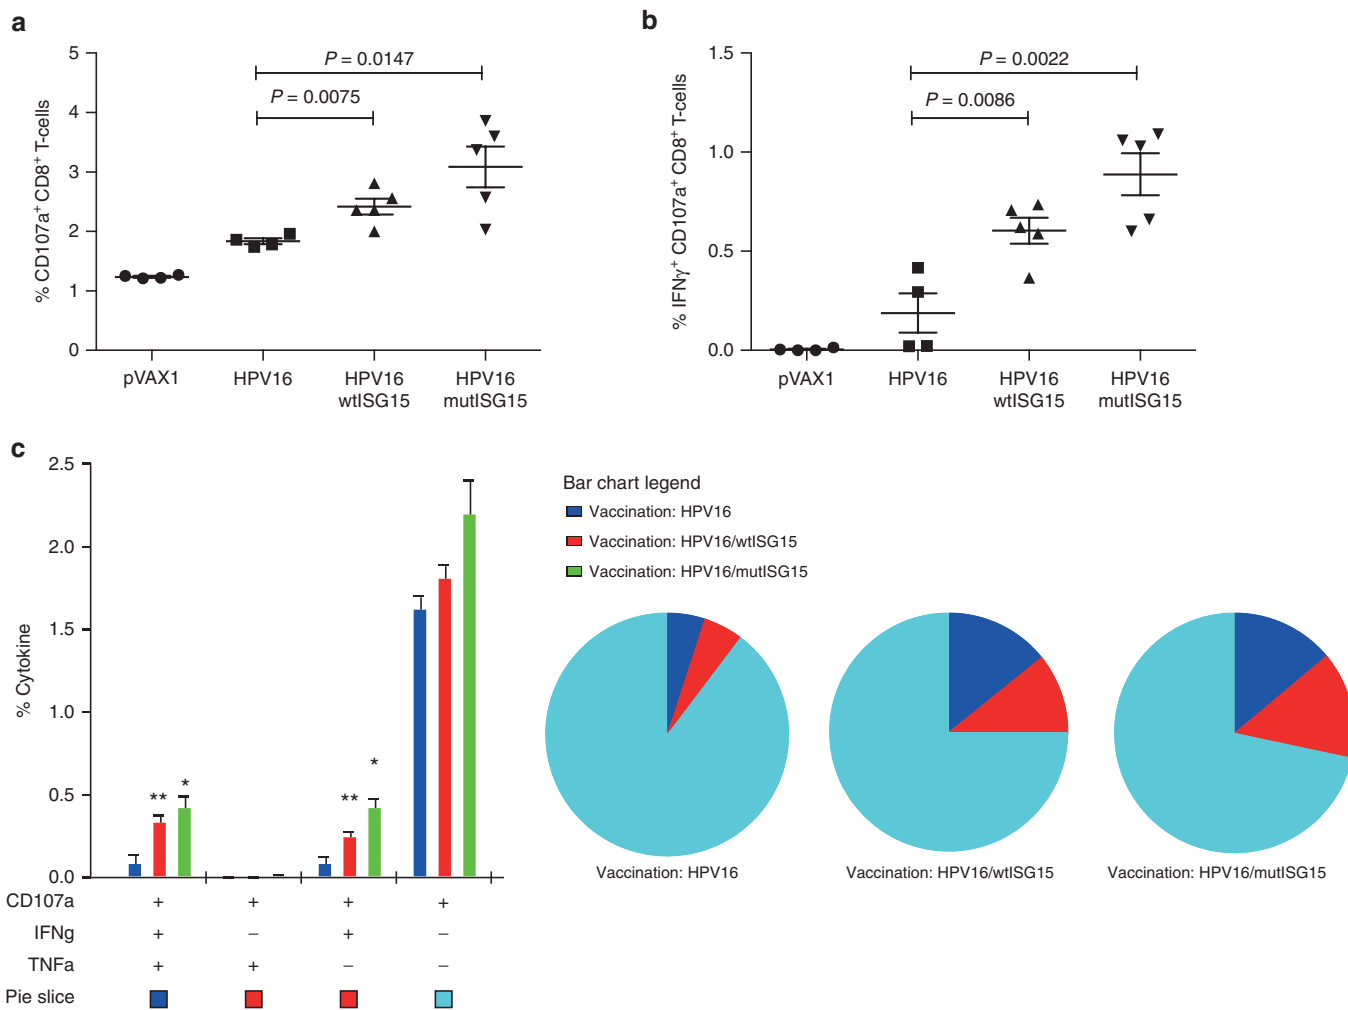 a
P = 0.0147
P = 0.0075
% CD107a+ CD8+ T-cells
5
4
3
2
1
0
pVAX1
HPV16
HPV16
wtISG15
HPV16
mutISG15
b
P = 0.0022
P = 0.0086
% IFNγ+ CD107a+ CD8+ T-cells
1.5
1.0
0.5
0.0
pVAX1
HPV16
HPV16
wtISG15
HPV16
mutISG15
c
% Cytokine
2.5
2.0
1.5
1.0
0.5
0.0
** *
** *
CD107a + + + +
IFNg + − + −
TNFa + + − −
Pie slice
Bar chart legend
Vaccination: HPV16
Vaccination: HPV16/wtISG15
Vaccination: HPV16/mutISG15
Vaccination: HPV16
Vaccination: HPV16/wtISG15
Vaccination: HPV16/mutISG15